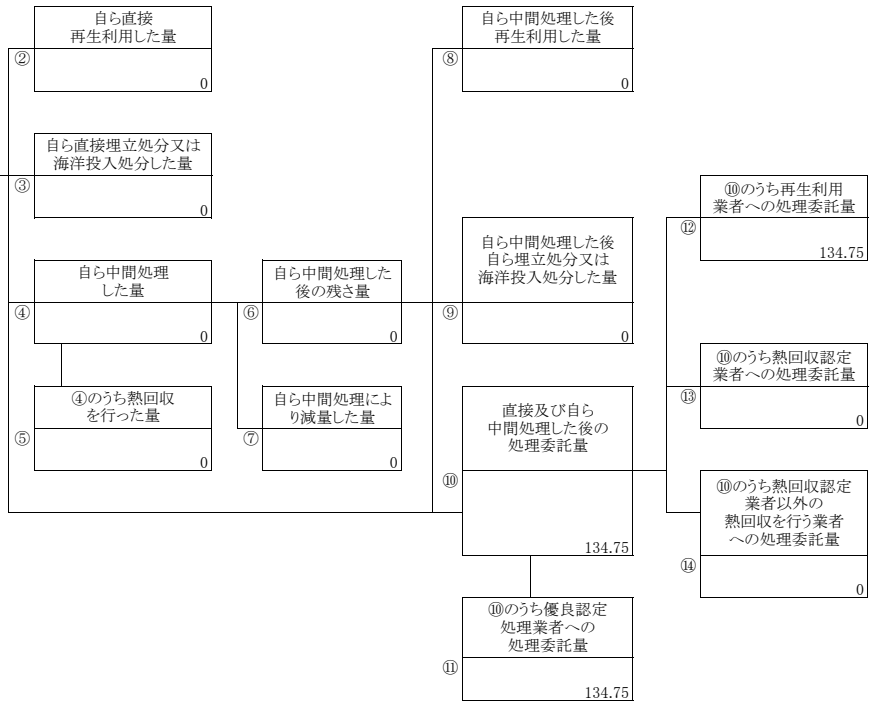 自ら直接
再生利用した量
②
0
自ら直接埋立処分又は
海洋投入処分した量
③
0
自ら中間処理
した量
④
0
④のうち熱回収
を行った量
⑤
0
自ら中間処理した
後の残さ量
⑥
0
自ら中間処理によ
り減量した量
⑦
0
自ら中間処理した後
再生利用した量
⑧
0
自ら中間処理した後
自ら埋立処分又は
海洋投入処分した量
⑨
0
直接及び自ら
中間処理した後の
処理委託量
⑩
134.75
⑩のうち優良認定
処理業者への
処理委託量
⑪
134.75
⑩のうち再生利用
業者への処理委託量
⑫
134.75
⑩のうち熱回収認定
業者への処理委託量
⑬
0
⑩のうち熱回収認定
業者以外の
熱回収を行う業者
への処理委託量
⑭
0